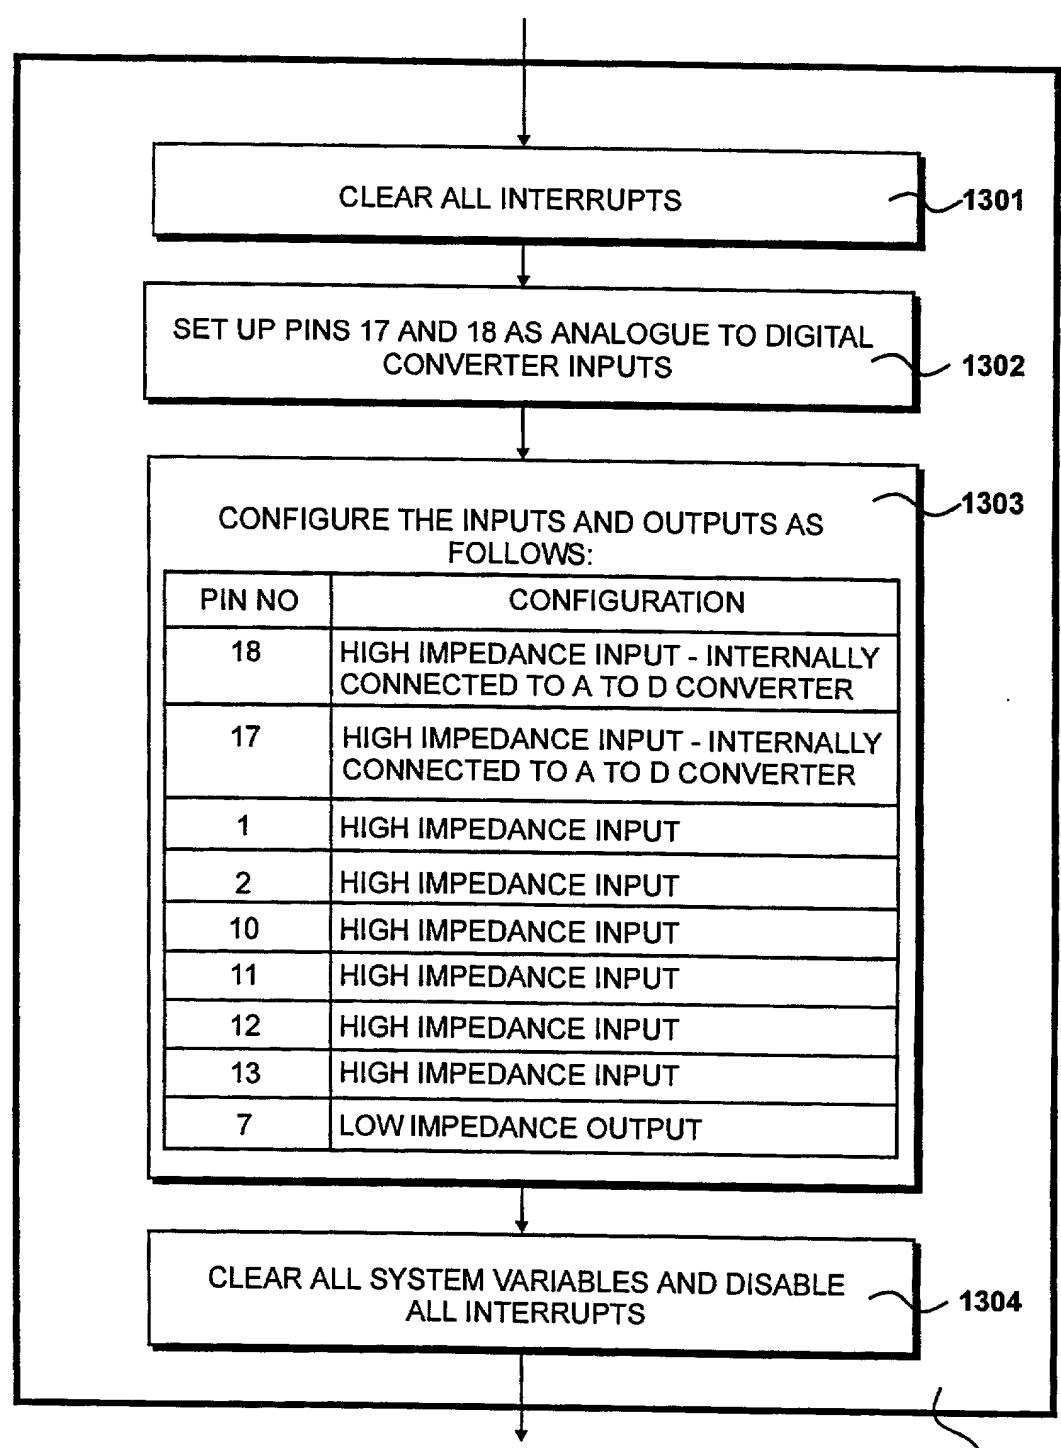 CLEAR ALL INTERRUPTS
1301
SET UP PINS 17 AND 18 AS ANALOGUE TO DIGITAL
CONVERTER INPUTS
1302
1303
CONFIGURE THE INPUTS AND OUTPUTS AS
FOLLOWS:
PIN NO CONFIGURATION
18 HIGH IMPEDANCE INPUT - INTERNALLY
CONNECTED TO A TO D CONVERTER
17 HIGH IMPEDANCE INPUT - INTERNALLY
CONNECTED TO A TO D CONVERTER
1 HIGH IMPEDANCE INPUT
2 HIGH IMPEDANCE INPUT
10 HIGH IMPEDANCE INPUT
11 HIGH IMPEDANCE INPUT
12 HIGH IMPEDANCE INPUT
13 HIGH IMPEDANCE INPUT
7 LOW IMPEDANCE OUTPUT
CLEAR ALL SYSTEM VARIABLES AND DISABLE
ALL INTERRUPTS
1304